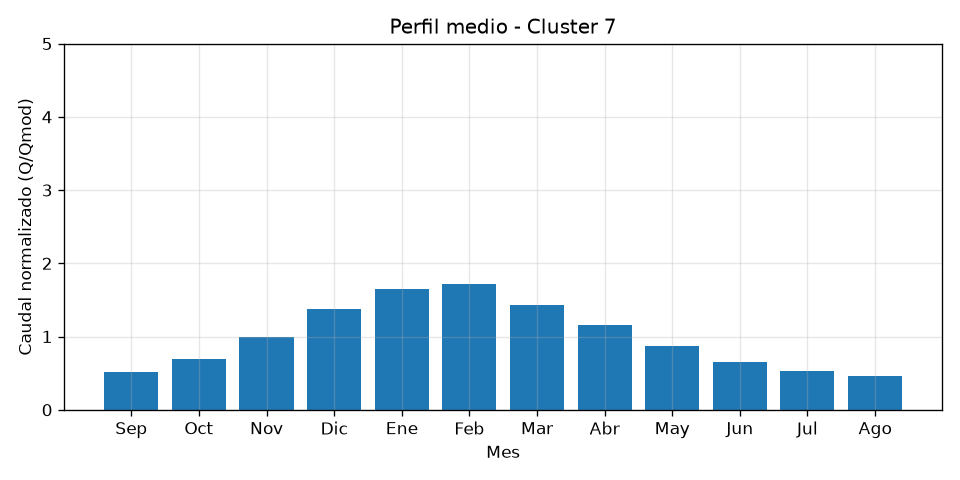 Perfil medio - Cluster 7
Caudal normalizado (Q/Qmod)
5
4
3
2
1
0
Sep Oct Nov Dic Ene Feb Mar Abr May Jun Jul Ago
Mes